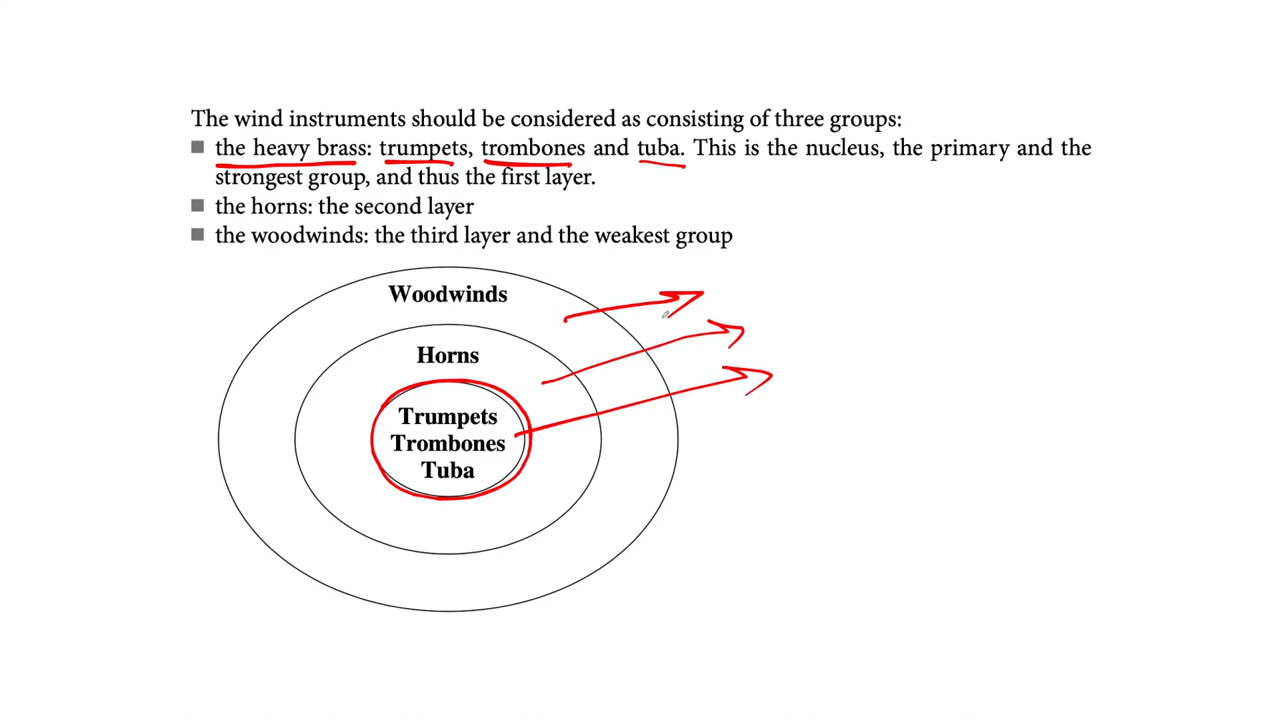 The wind instruments should be considered as consisting of three groups:
■ the heavy brass: trumpets, trombones and tuba. This is the nucleus, the primary and the
strongest group, and thus the first layer.
■ the horns: the second layer
■ the woodwinds: the third layer and the weakest group
Woodwinds
Horns
Trumpets
Trombones
Tuba